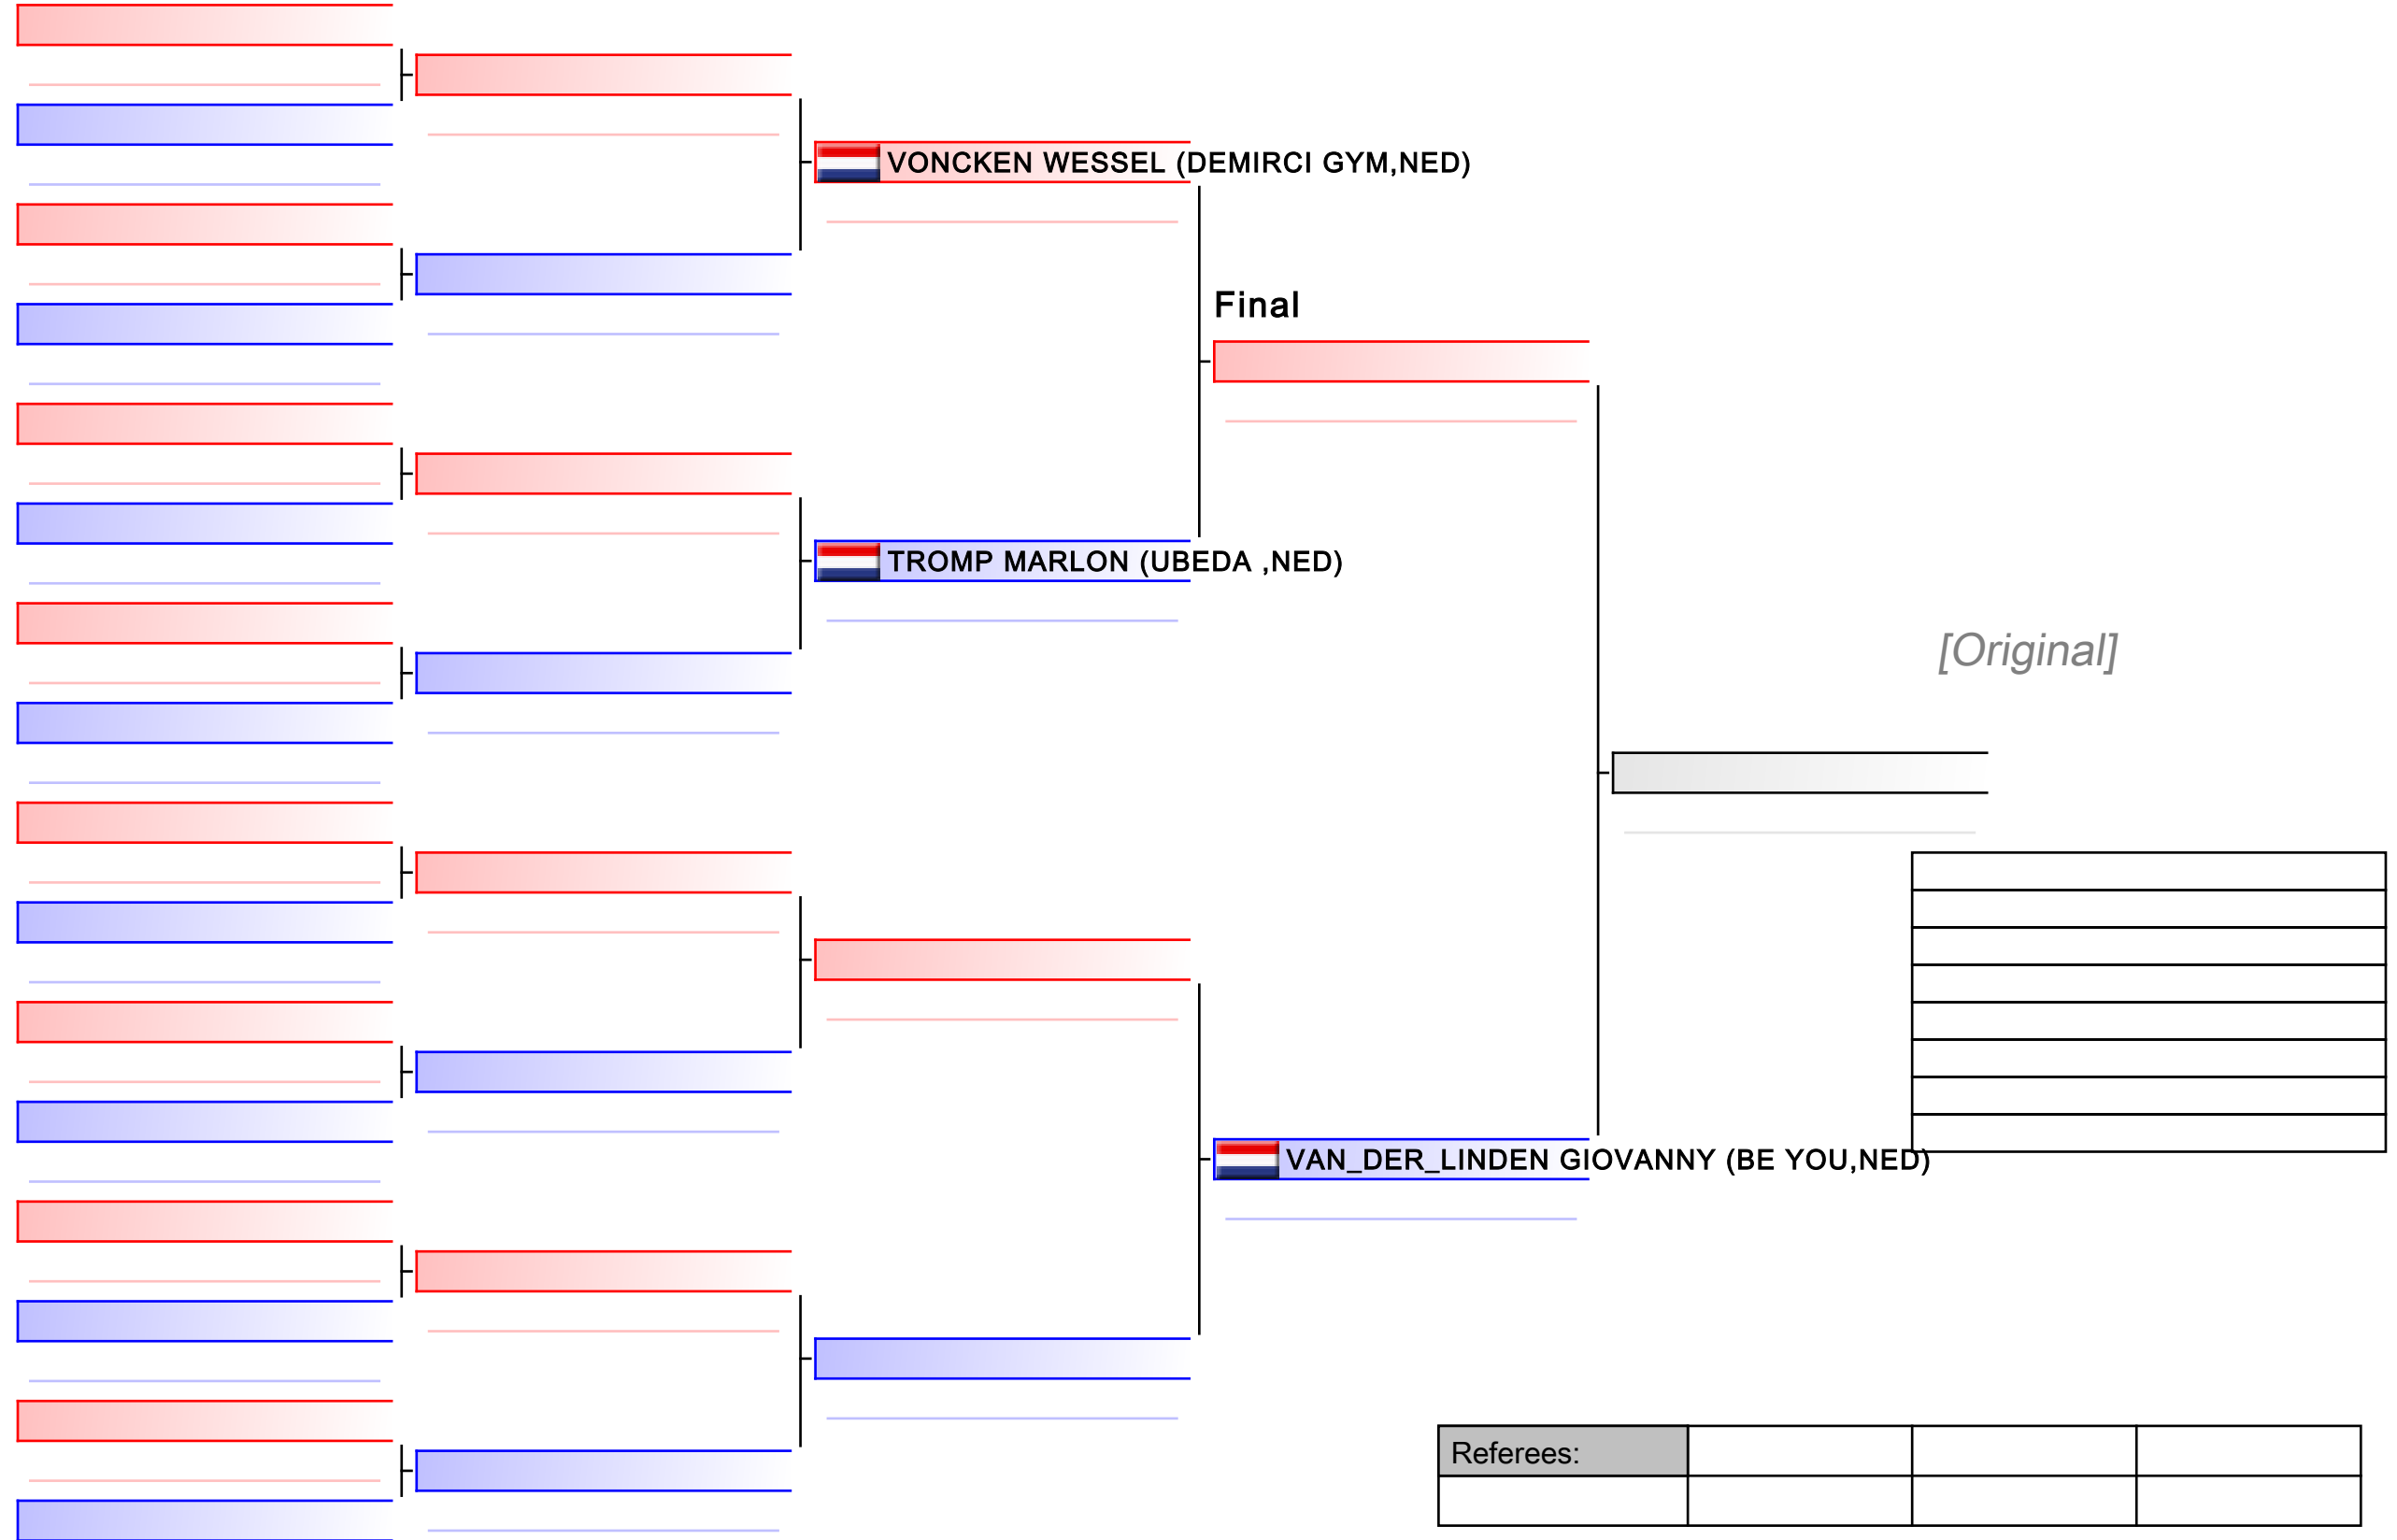 VONCKEN WESSEL (DEMIRCI GYM,NED)
Final
TROMP MARLON (UBEDA ,NED)
[Original]
VAN_DER_LINDEN GIOVANNY (BE YOU,NED)
Referees: